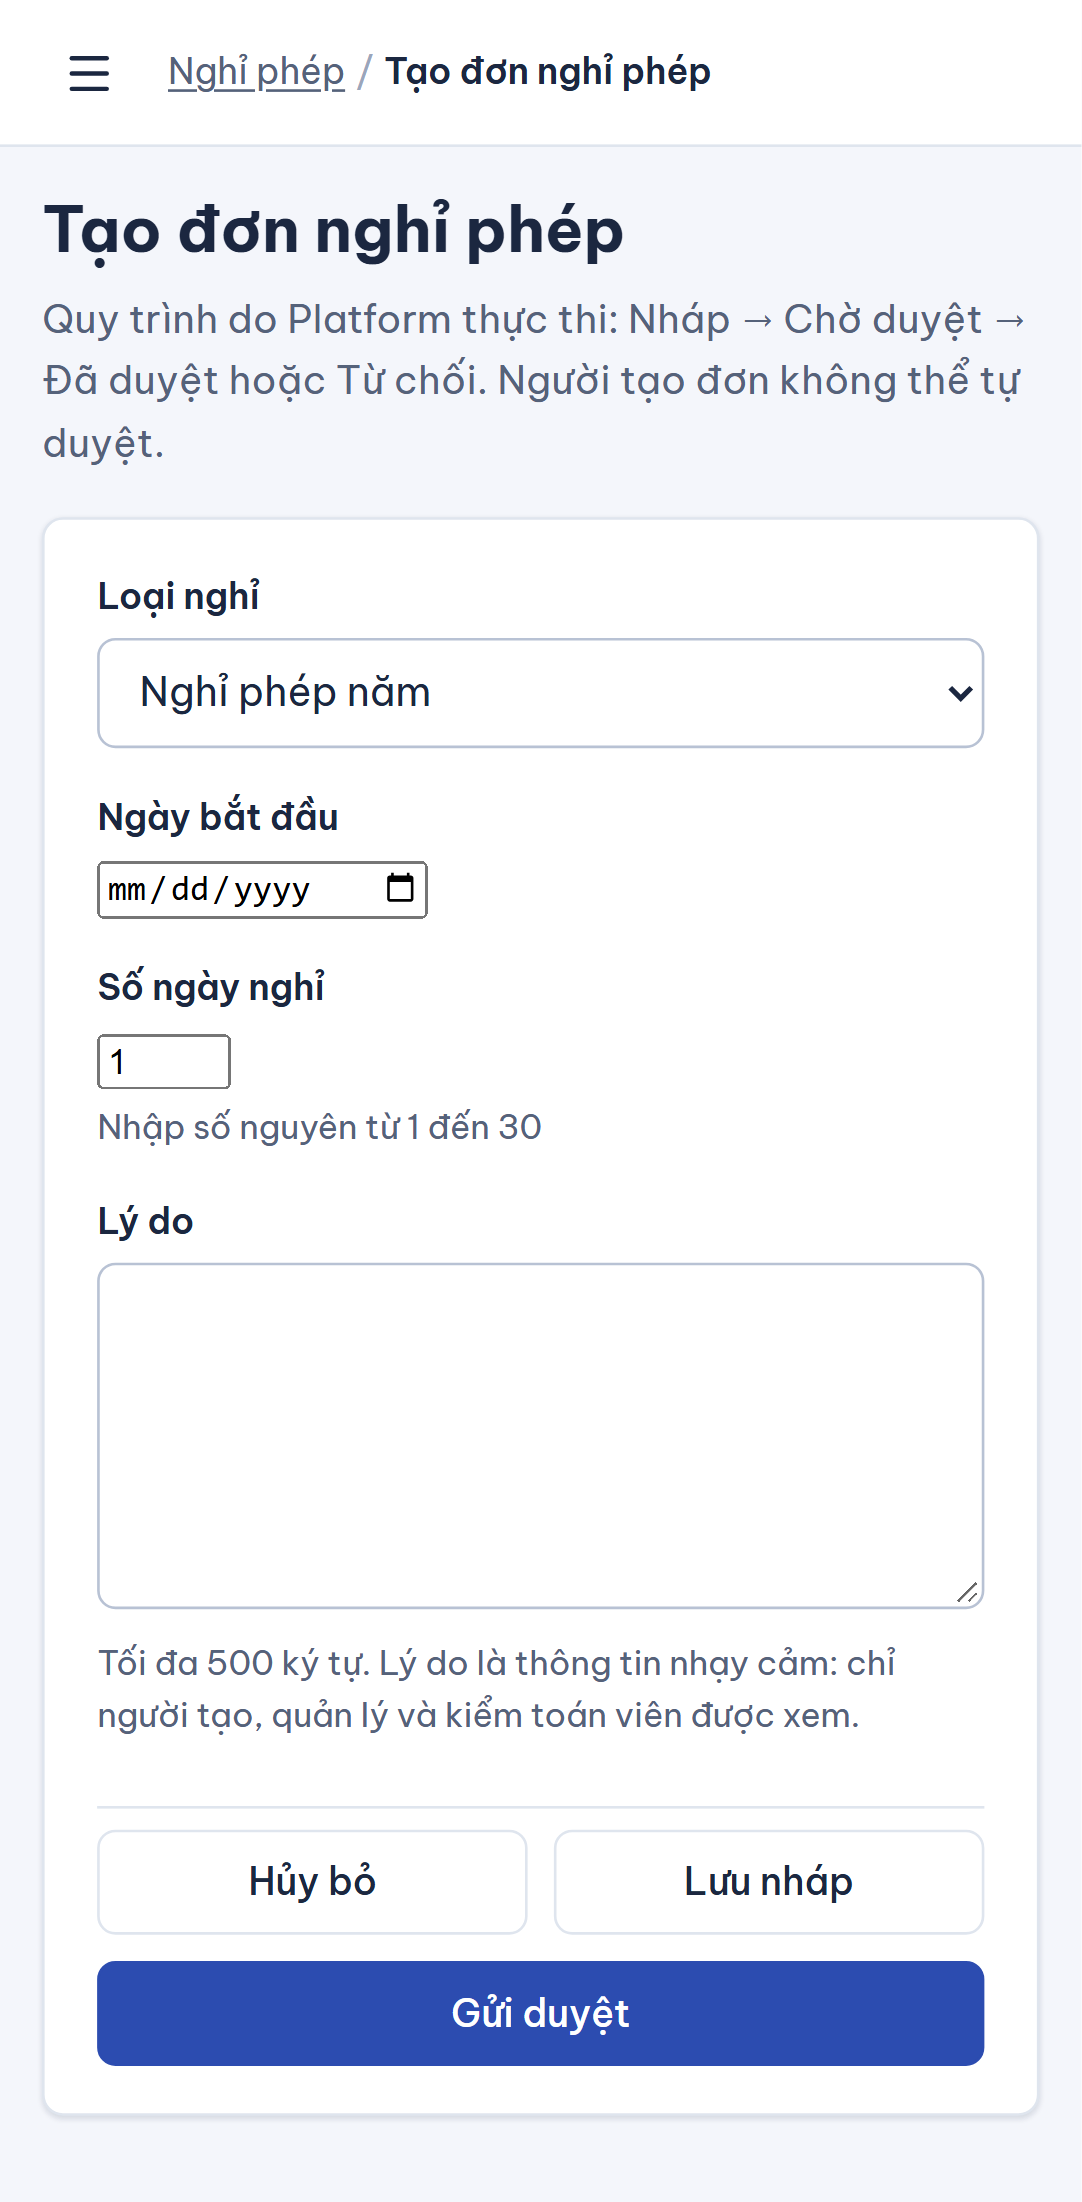 Nghỉ phép / Tạo đơn nghỉ phép
Tạo đơn nghỉ phép
Quy trình do Platform thực thi: Nháp → Chờ duyệt →
Đã duyệt hoặc Từ chối. Người tạo đơn không thể tự
duyệt.
Loại nghỉ
Nghỉ phép năm
Ngày bắt đầu
mm/dd/yyyy
Số ngày nghỉ
1
Nhập số nguyên từ 1 đến 30
Lý do
Tối đa 500 ký tự. Lý do là thông tin nhạy cảm: chỉ
người tạo, quản lý và kiểm toán viên được xem.
Hủy bỏ
Lưu nháp
Gửi duyệt